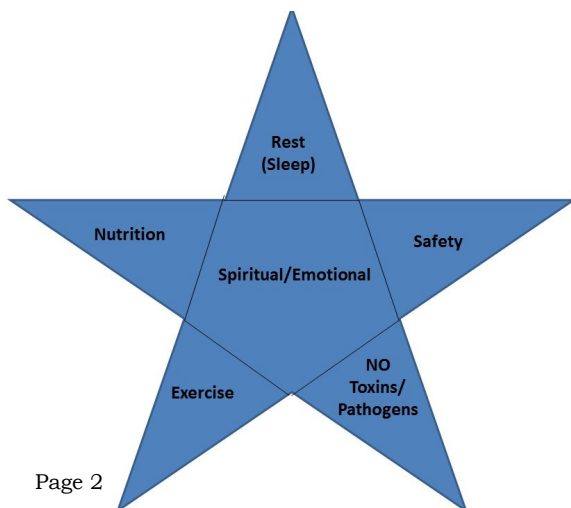 Rest
(Sleep)
Nutrition
Safety
Spiritual/Emotional
Exercise
NO
Toxins/
Pathogens
Page 2